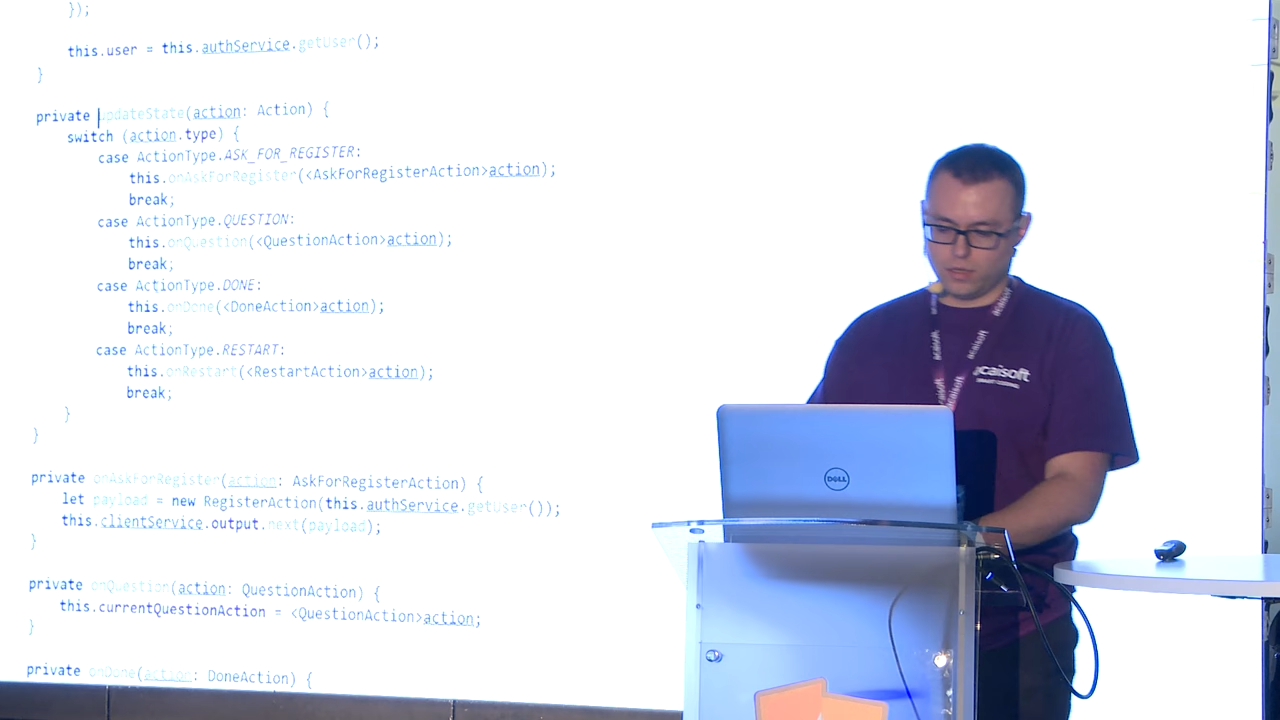 });
this.user = this.authService.getUser();
}
private updateState(action: Action) {
switch (action.type) {
case ActionType.ASK_FOR_REGISTER:
this.onAskForRegister(<AskForRegisterAction>action);
break;
case ActionType.QUESTION:
this.onQuestion(<QuestionAction>action);
break;
case ActionType.DONE:
this.onDone(<DoneAction>action);
break;
case ActionType.RESTART:
this.onRestart(<RestartAction>action);
break;
}
}
private onAskForRegister(action: AskForRegisterAction) {
let payload = new RegisterAction(this.authService.getUser());
this.clientService.output.next(payload);
}
private onQuestion(action: QuestionAction) {
this.currentQuestionAction = <QuestionAction>action;
}
private onDone(action: DoneAction) {
acaisoft
acaisoft
DELL